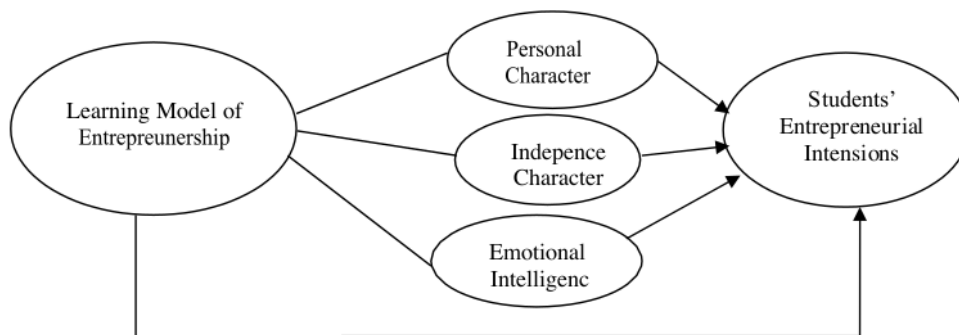 Learning Model of
Entrepreunership
Personal
Character
Indepence
Character
Emotional
Intelligenc
Students’
Entrepreneurial
Intensions